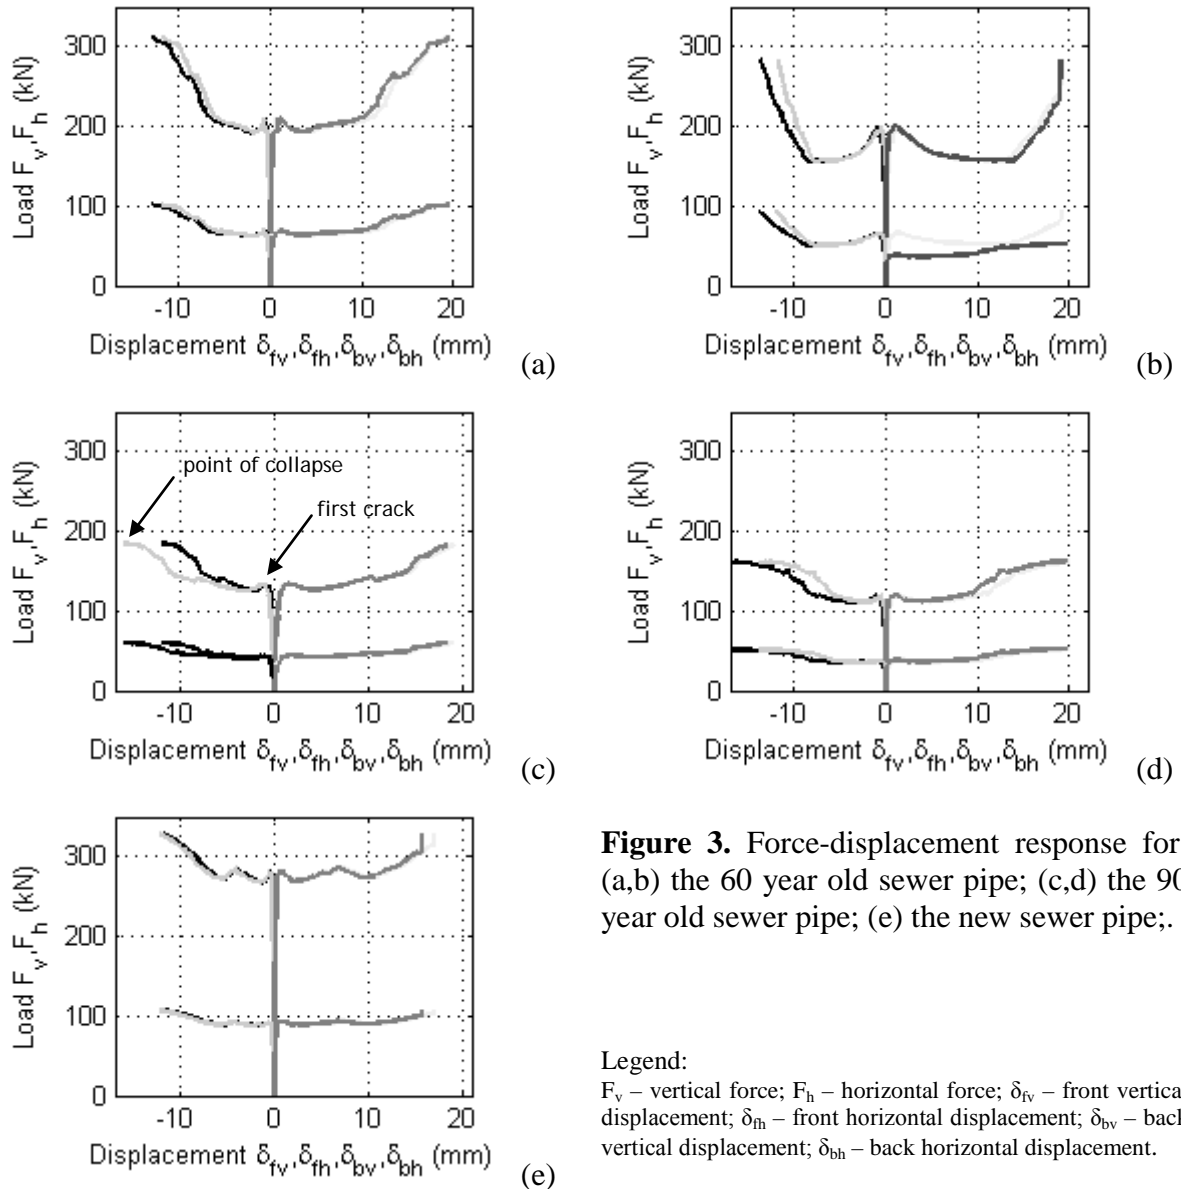 300
200
100
0
-10 0 10 20
Load F_v,F_h (kN)
Displacement δ_fv,δ_fh,δ_bv,δ_bh (mm)
(a)
300
200
100
0
-10 0 10 20
Load F_v,F_h (kN)
Displacement δ_fv,δ_fh,δ_bv,δ_bh (mm)
(b)
300
200
100
0
-10 0 10 20
Load F_v,F_h (kN)
point of collapse
first crack
Displacement δ_fv,δ_fh,δ_bv,δ_bh (mm)
(c)
300
200
100
0
-10 0 10 20
Load F_v,F_h (kN)
Displacement δ_fv,δ_fh,δ_bv,δ_bh (mm)
(d)
300
200
100
0
-10 0 10 20
Load F_v,F_h (kN)
Displacement δ_fv,δ_fh,δ_bv,δ_bh (mm)
(e)
Figure 3. Force-displacement response for
(a,b) the 60 year old sewer pipe; (c,d) the 90
year old sewer pipe; (e) the new sewer pipe;.
Legend:
F_v – vertical force; F_h – horizontal force; δ_fv – front vertica
displacement; δ_fh – front horizontal displacement; δ_bv – bac
vertical displacement; δ_bh – back horizontal displacement.